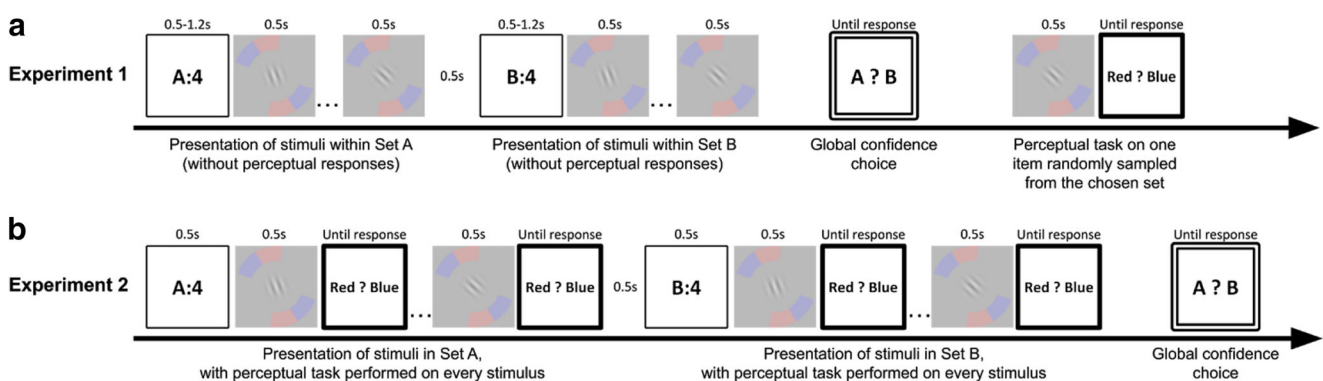 a
0.5-1.2s 0.5s 0.5s 0.5-1.2s 0.5s 0.5s Until response 0.5s Until response
Experiment 1 A:4 ... 0.5s B:4 ... A ? B Red ? Blue
Presentation of stimuli within Set A Presentation of stimuli within Set B Global confidence Perceptual task on one
(without perceptual responses) (without perceptual responses) choice item randomly sampled
from the chosen set
b
0.5s 0.5s Until response 0.5s Until response 0.5s 0.5s Until response 0.5s Until response Until response
Experiment 2 A:4 Red ? Blue ... Red ? Blue 0.5s B:4 Red ? Blue ... Red ? Blue A ? B
Presentation of stimuli in Set A, Presentation of stimuli in Set B, Global confidence
with perceptual task performed on every stimulus with perceptual task performed on every stimulus choice